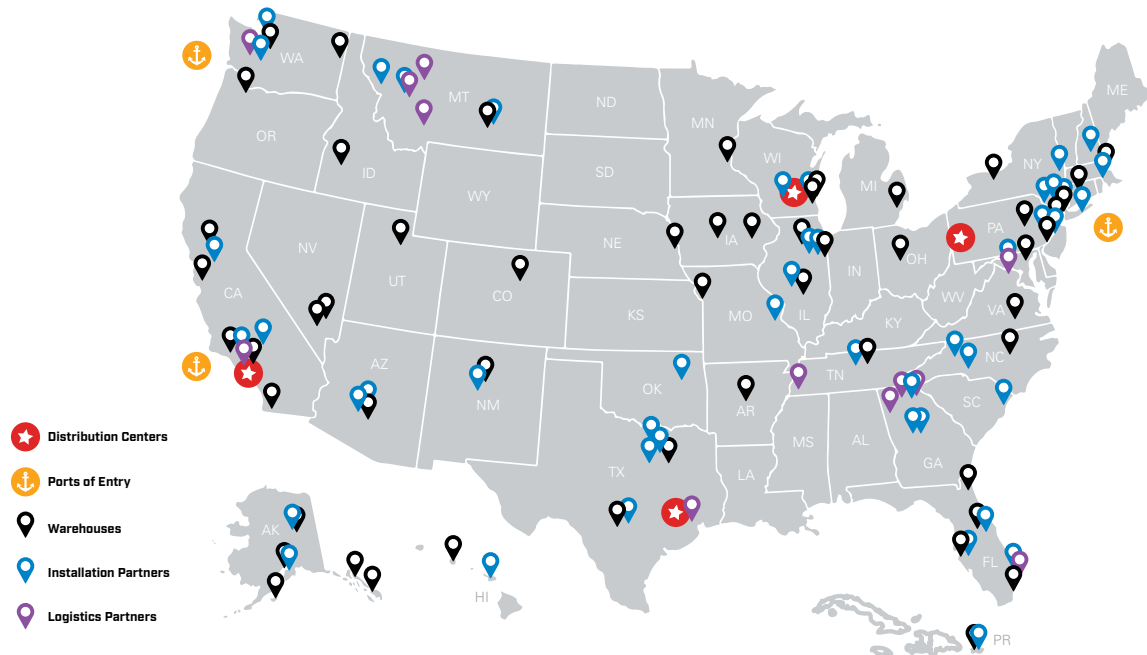 WA
MT
ND
MN
ME
OR
ID
WI
NY
SD
MI
WY
IA
PA
NE
NV
UT
OH
IN
CA
CO
IL
WV
VA
KS
MO
KY
AZ
NC
OK
TN
NM
AR
SC
MS
AL
GA
TX
LA
Distribution Centers
Ports of Entry
Warehouses
AK
FL
Installation Partners
HI
Logistics Partners
PR